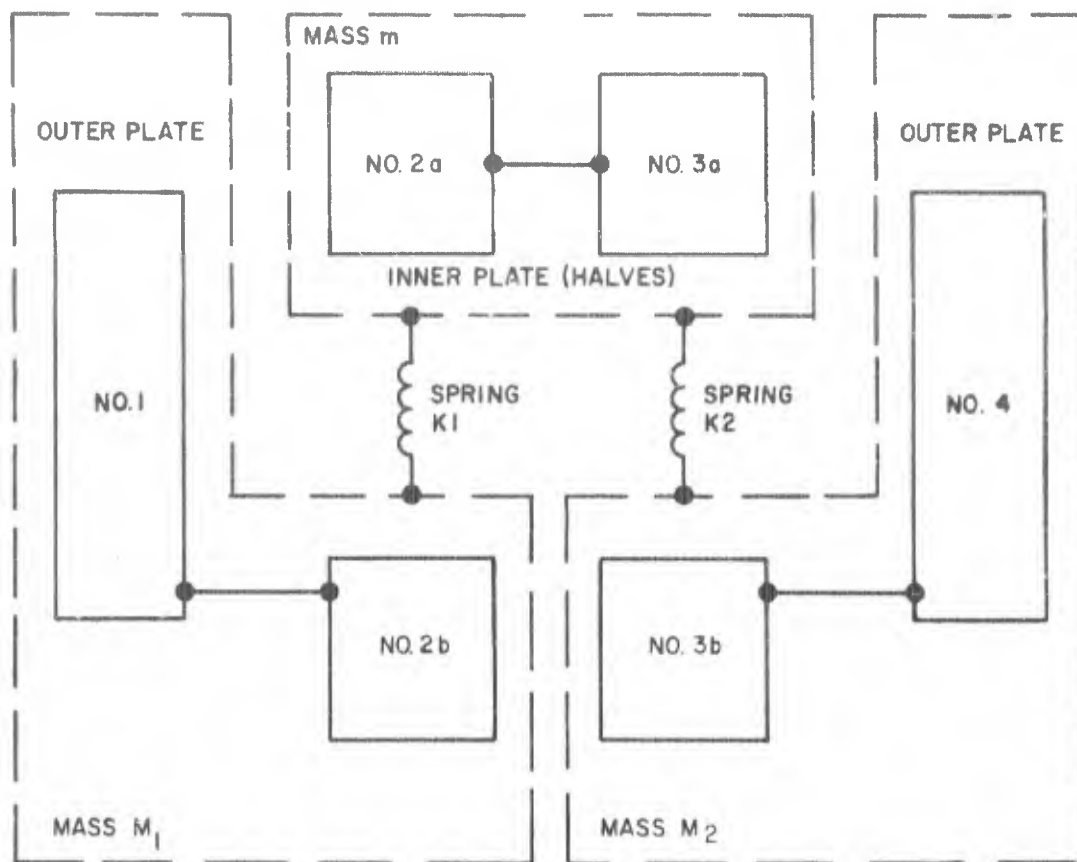 MASS m
OUTER PLATE
OUTER PLATE
NO. 2a
NO. 3a
INNER PLATE (HALVES)
NO. 1
SPRING
K1
SPRING
K2
NO. 4
NO. 2b
NO. 3b
MASS M₁
MASS M₂